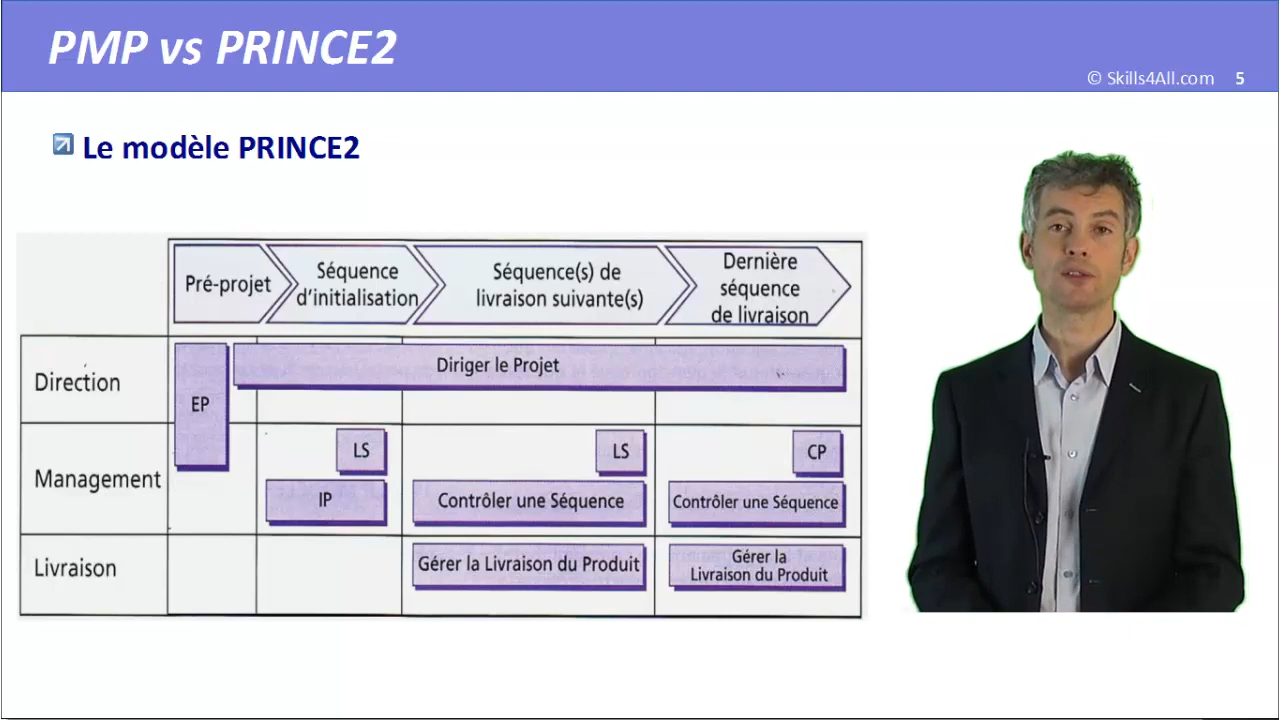 PMP vs PRINCE2
© Skills4All.com 5
Le modèle PRINCE2
Pré-projet
Séquence
d'initialisation
Séquence(s) de
livraison suivante(s)
Dernière
séquence
de livraison
Direction
EP
Diriger le Projet
Management
LS
LS
CP
IP
Contrôler une Séquence
Contrôler une Séquence
Livraison
Gérer la Livraison du Produit
Gérer la
Livraison du Produit